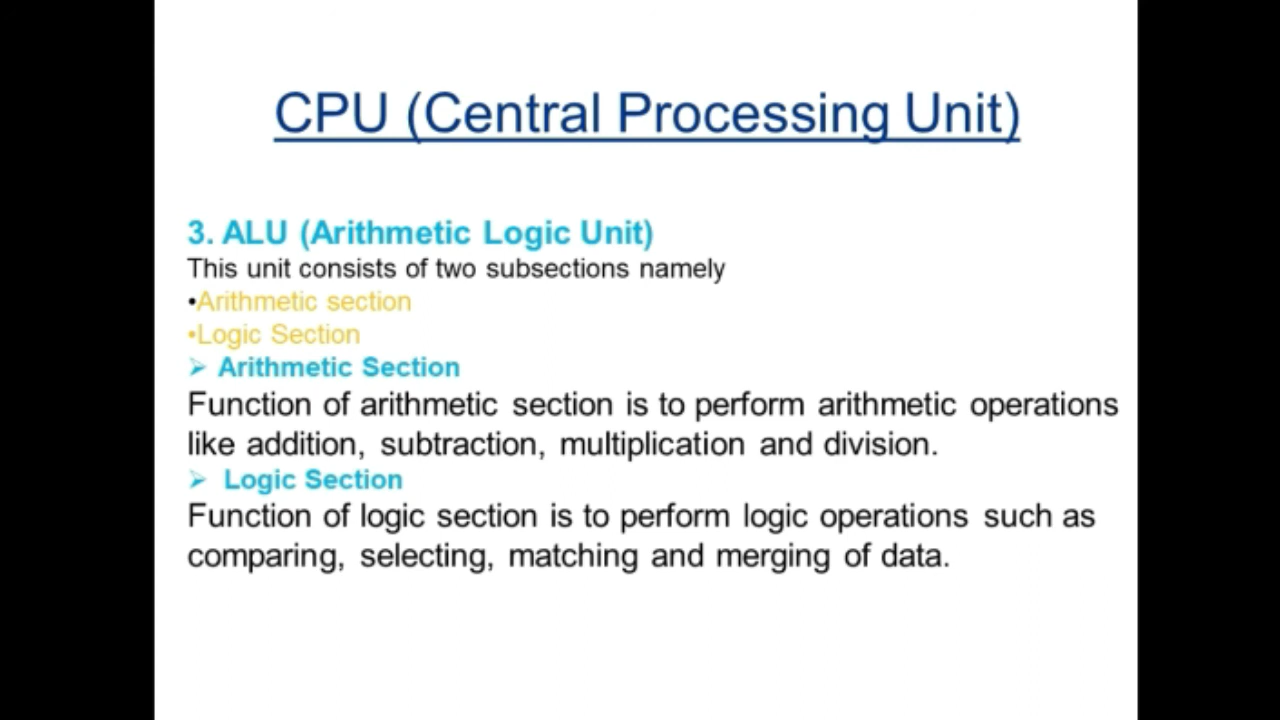 CPU (Central Processing Unit)
3. ALU (Arithmetic Logic Unit)
This unit consists of two subsections namely
•Arithmetic section
•Logic Section
➢ Arithmetic Section
Function of arithmetic section is to perform arithmetic operations
like addition, subtraction, multiplication and division.
➢ Logic Section
Function of logic section is to perform logic operations such as
comparing, selecting, matching and merging of data.